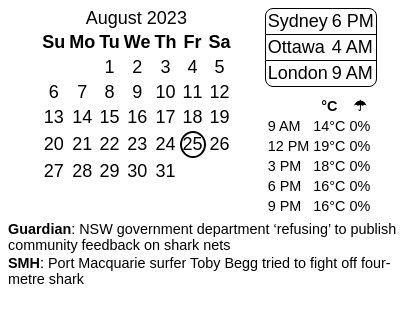 August 2023
Su Mo Tu We Th Fr Sa
1 2 3 4 5
6 7 8 9 10 11 12
13 14 15 16 17 18 19
20 21 22 23 24 25 26
27 28 29 30 31
Sydney 6 PM
Ottawa 4 AM
London 9 AM
°C ☂
9 AM 14°C 0%
12 PM 19°C 0%
3 PM 18°C 0%
6 PM 16°C 0%
9 PM 16°C 0%
Guardian: NSW government department ‘refusing’ to publish
community feedback on shark nets
SMH: Port Macquarie surfer Toby Begg tried to fight off four-
metre shark